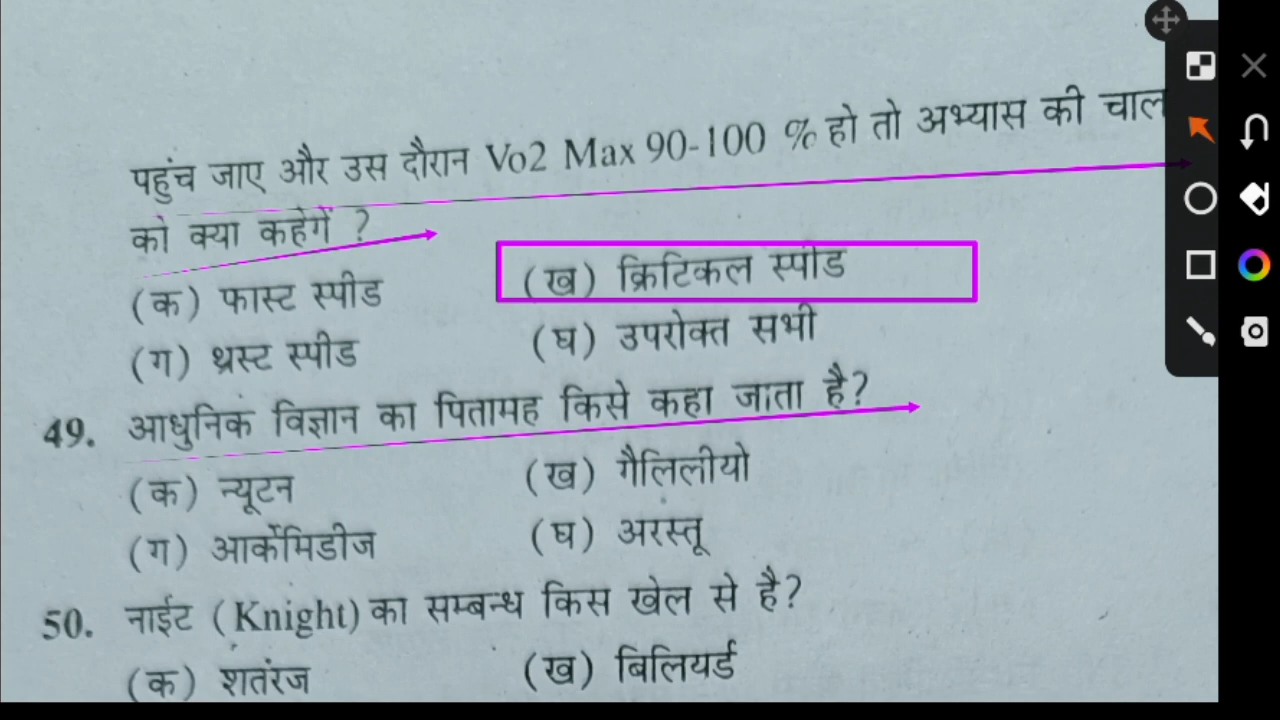 पहुंच जाए और उस दौरान Vo2 Max 90-100 % हो तो अभ्यास की चाल
को क्या कहेगें ?
(क) फास्ट स्पीड (ख) क्रिटिकल स्पीड
(ग) थ्रस्ट स्पीड (घ) उपरोक्त सभी
49. आधुनिक विज्ञान का पितामह किसे कहा जाता है?
(क) न्यूटन (ख) गैलिलीयो
(ग) आर्केमिडीज (घ) अरस्तू
50. नाईट (Knight) का सम्बन्ध किस खेल से है?
(क) शतरंज (ख) बिलियर्ड